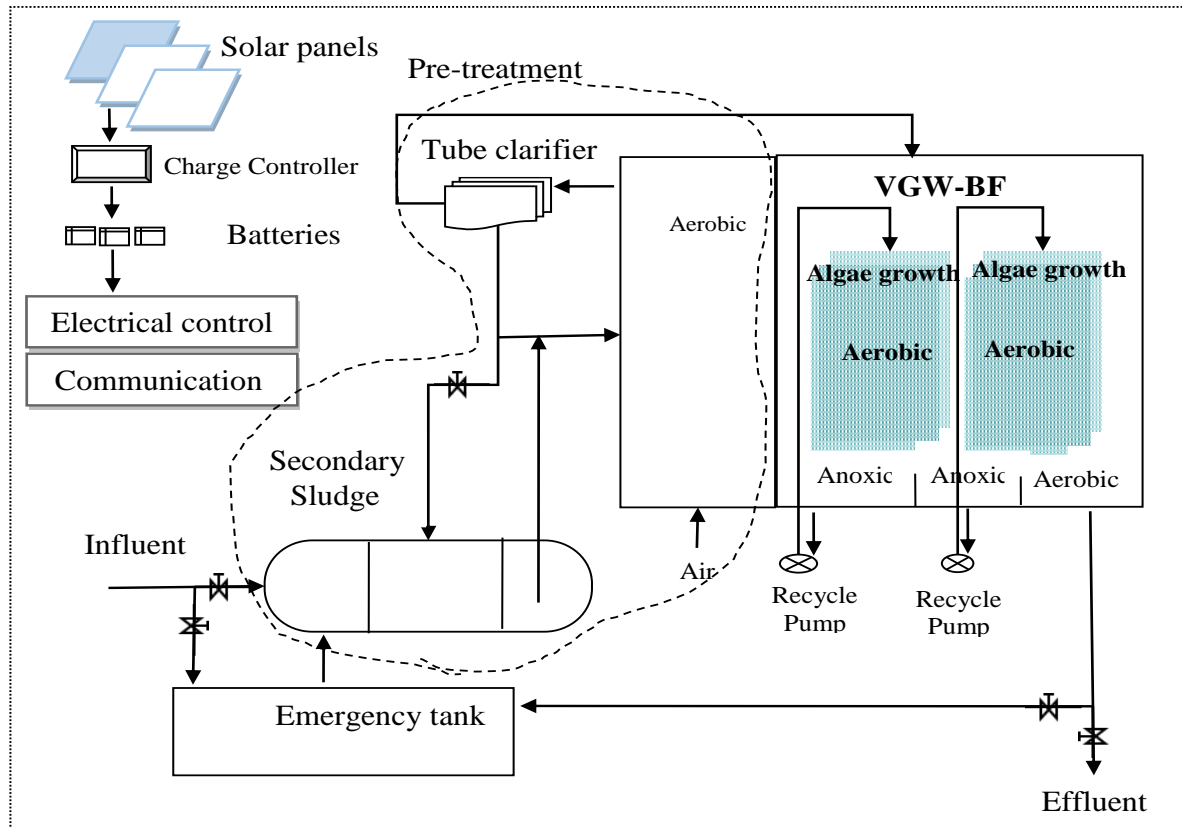 Solar panels
Pre-treatment
Charge Controller
Tube clarifier
VGW-BF
Aerobic
Batteries
Algae growth
Algae growth
Electrical control
Aerobic
Aerobic
Communication
Secondary
Sludge
Anoxic
Anoxic
Aerobic
Influent
Air
Recycle
Pump
Recycle
Pump
Emergency tank
Effluent